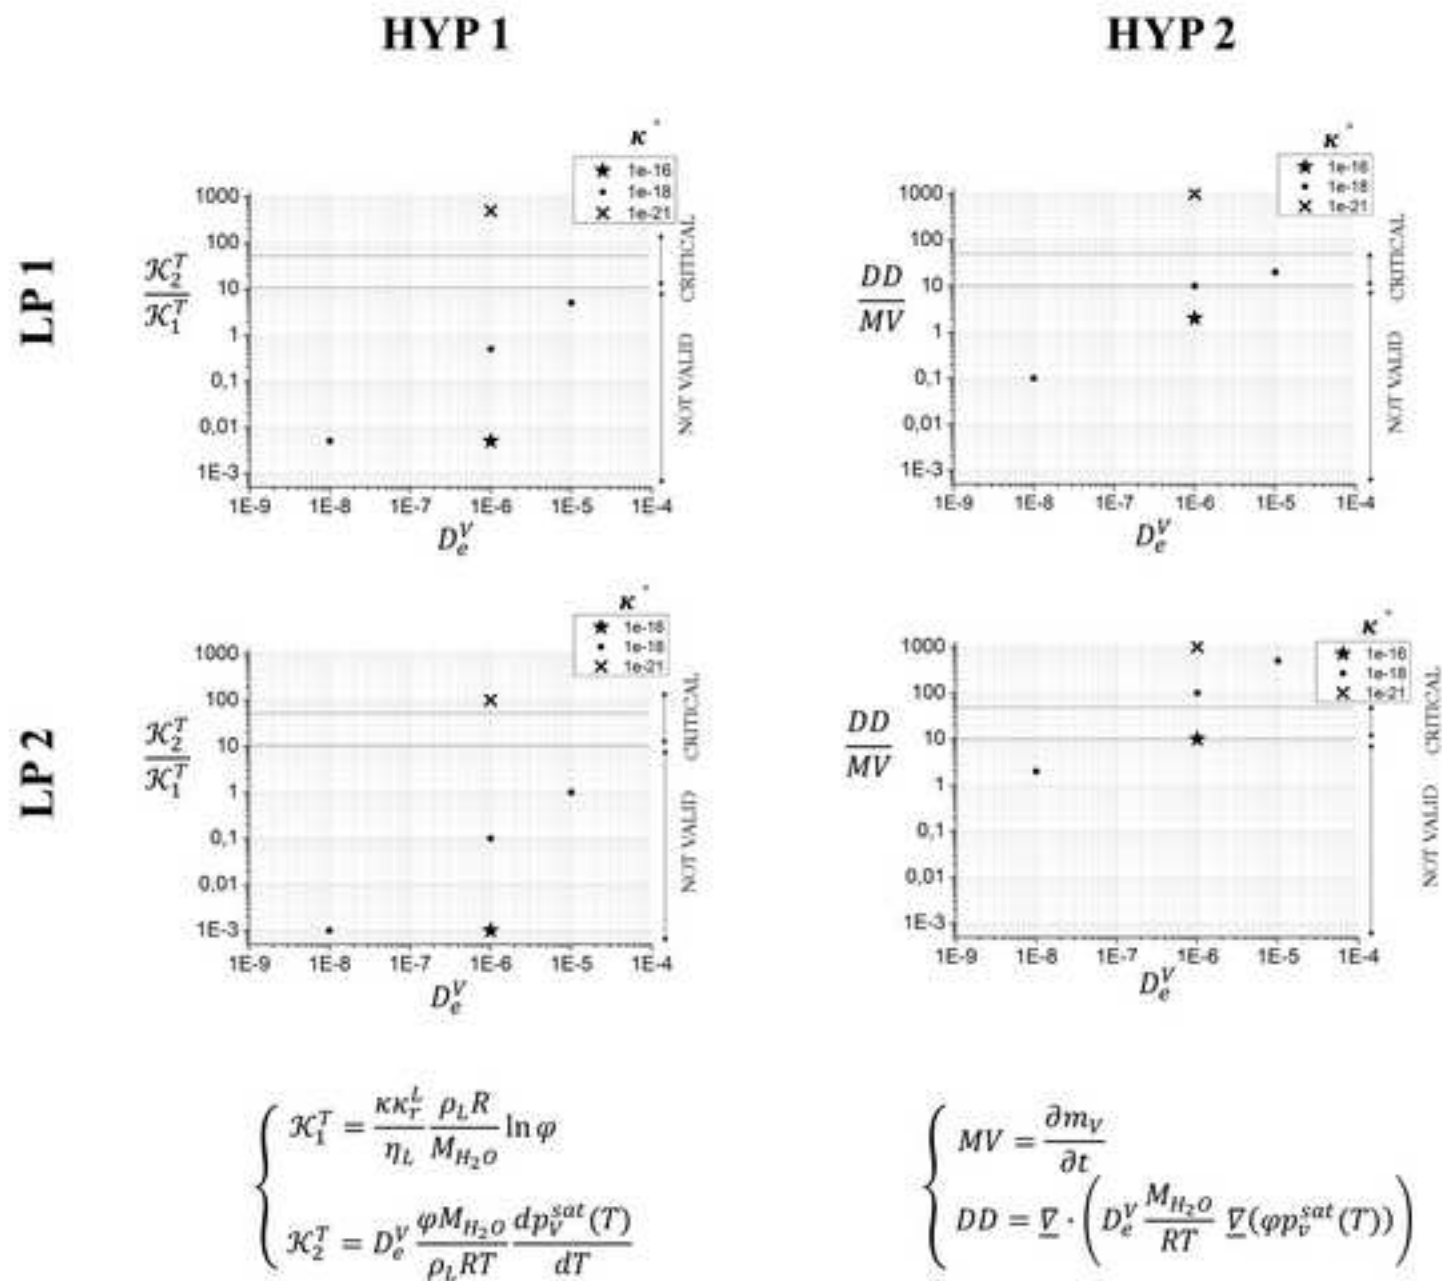 HYP 1
HYP 2
LP 1
κ *
★ 1e-16
• 1e-18
× 1e-21
1000
100
10
1
0,1
0,01
1E-3
𝒦₂ᵀ
𝒦₁ᵀ
CRITICAL
NOT VALID
1E-9 1E-8 1E-7 1E-6 1E-5 1E-4
Dₑⱽ
κ *
★ 1e-16
• 1e-18
× 1e-21
1000
100
10
1
0,1
0,01
1E-3
DD
MV
CRITICAL
NOT VALID
1E-9 1E-8 1E-7 1E-6 1E-5 1E-4
Dₑⱽ
LP 2
κ *
★ 1e-16
• 1e-18
× 1e-21
1000
100
10
1
0,1
0,01
1E-3
𝒦₂ᵀ
𝒦₁ᵀ
CRITICAL
NOT VALID
1E-9 1E-8 1E-7 1E-6 1E-5 1E-4
Dₑⱽ
κ *
★ 1e-16
• 1e-18
× 1e-21
1000
100
10
1
0,1
0,01
1E-3
DD
MV
CRITICAL
NOT VALID
1E-9 1E-8 1E-7 1E-6 1E-5 1E-4
Dₑⱽ
𝒦₁ᵀ = κκᵣᴸ/η_L ρ_L R/M_H₂O ln φ
𝒦₂ᵀ = Dₑⱽ φM_H₂O/ρ_L RT dp_V^sat(T)/dT
MV = ∂m_V/∂t
DD = ∇ · (Dₑⱽ M_H₂O/RT ∇(φp_v^sat(T)))